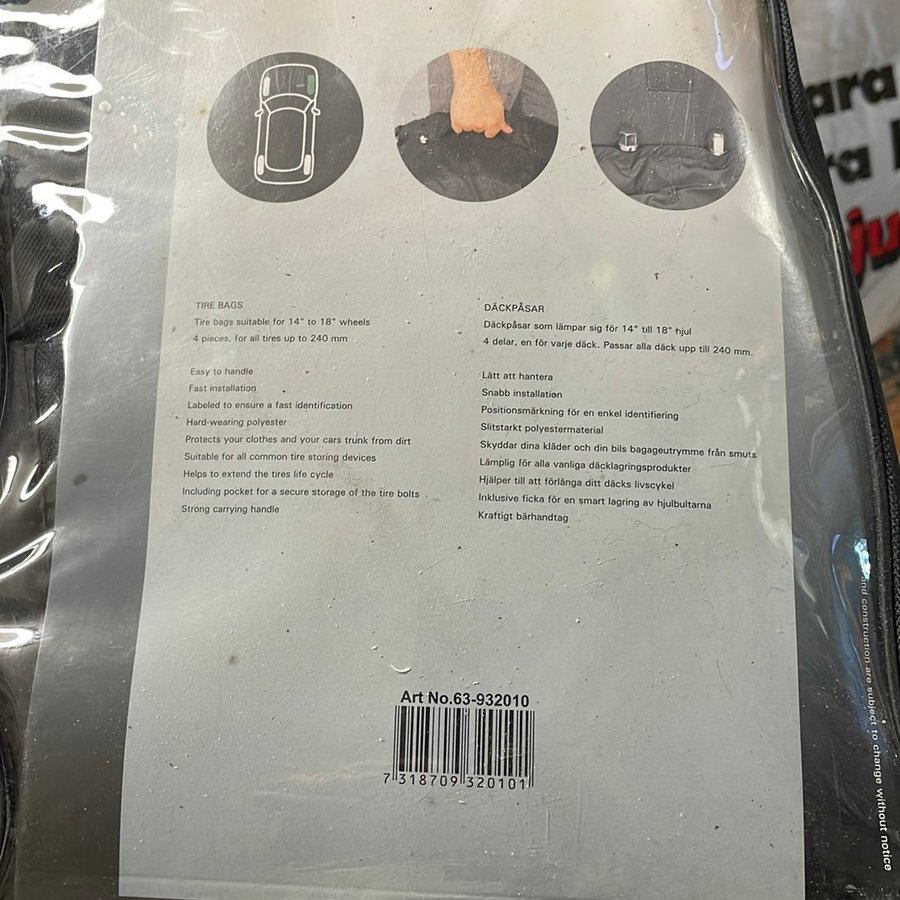 TIRE BAGS
Tire bags suitable for 14" to 18" wheels
4 pieces, for all tires up to 240 mm
Easy to handle
Fast installation
Labeled to ensure a fast identification
Hard-wearing polyester
Protects your clothes and your cars trunk from dirt
Suitable for all common tire storing devices
Helps to extend the tires life cycle
Including pocket for a secure storage of the tire bolts
Strong carrying handle
DÄCKPÅSAR
Däckpåsar som lämpar sig för 14" till 18" hjul
4 delar, en för varje däck. Passar alla däck upp till 240 mm.
Lätt att hantera
Snabb installation
Positionsmärkning för en enkel identifiering
Slitstarkt polyestermaterial
Skyddar dina kläder och din bils bagageutrymme från smuts
Lämplig för alla vanliga däcklagringsprodukter
Hjälper till att förlänga ditt däcks livscykel
Inklusive ficka för en smart lagring av hjulbultarna
Kraftigt bärhandtag
Art No.63-932010
7 318709 320101
and construction are subject to change without notice